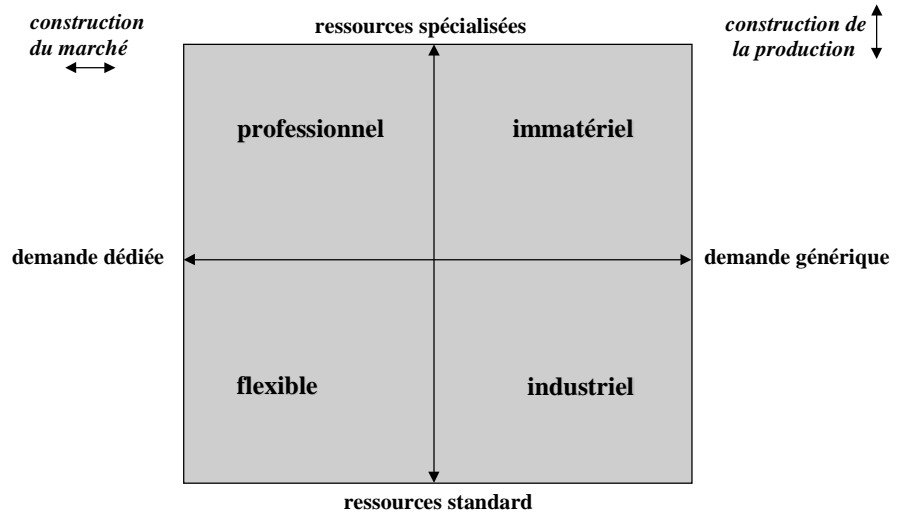 construction
du marché
ressources spécialisées
construction de
la production
professionnel
immatériel
demande dédiée
demande générique
flexible
industriel
ressources standard